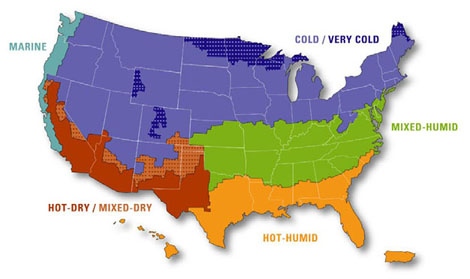 MARINE
COLD / VERY COLD
MIXED-HUMID
HOT-DRY / MIXED-DRY
HOT-HUMID